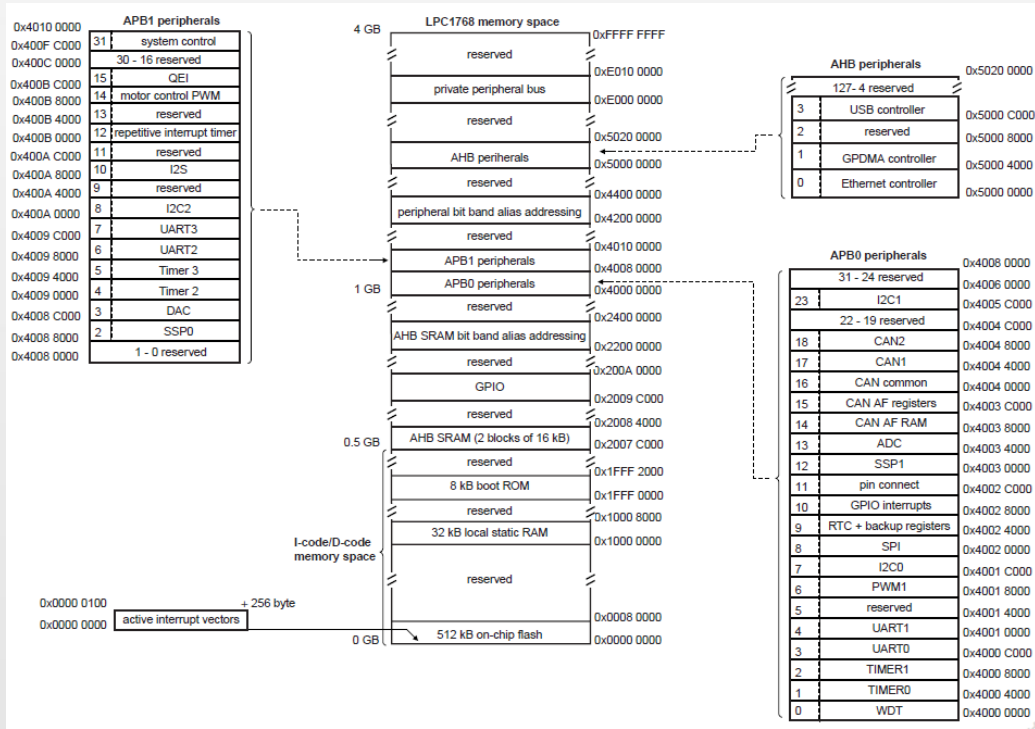 APB1 peripherals
0x4010 0000
31 system control
0x400F C000
30 - 16 reserved
0x400C 0000
15 QEI
0x400B C000
14 motor control PWM
0x400B 8000
13 reserved
0x400B 4000
12 repetitive interrupt timer
0x400B 0000
11 reserved
0x400A C000
10 I2S
0x400A 8000
9 reserved
0x400A 4000
8 I2C2
0x400A 0000
7 UART3
0x4009 C000
6 UART2
0x4009 8000
5 Timer 3
0x4009 4000
4 Timer 2
0x4009 0000
3 DAC
0x4008 C000
2 SSP0
0x4008 8000
1 - 0 reserved
0x4008 0000
0x0000 0100
+ 256 byte
active interrupt vectors
0x0000 0000
LPC1768 memory space
4 GB
0xFFFF FFFF
reserved
0xE010 0000
private peripheral bus
0xE000 0000
reserved
0x5020 0000
AHB periherals
0x5000 0000
reserved
0x4400 0000
peripheral bit band alias addressing
0x4200 0000
reserved
0x4010 0000
APB1 peripherals
0x4008 0000
APB0 peripherals
1 GB
0x4000 0000
reserved
0x2400 0000
AHB SRAM bit band alias addressing
0x2200 0000
reserved
0x200A 0000
GPIO
0x2009 C000
reserved
0x2008 4000
0.5 GB
AHB SRAM (2 blocks of 16 kB)
0x2007 C000
reserved
0x1FFF 2000
8 kB boot ROM
0x1FFF 0000
reserved
0x1000 8000
32 kB local static RAM
0x1000 0000
I-code/D-code
memory space
reserved
0x0008 0000
512 kB on-chip flash
0 GB
0x0000 0000
AHB peripherals
0x5020 0000
127- 4 reserved
3 USB controller
0x5000 C000
2 reserved
0x5000 8000
1 GPDMA controller
0x5000 4000
0 Ethernet controller
0x5000 0000
APB0 peripherals
0x4008 0000
31 - 24 reserved
0x4006 0000
23 I2C1
0x4005 C000
22 - 19 reserved
0x4004 C000
18 CAN2
0x4004 8000
17 CAN1
0x4004 4000
16 CAN common
0x4004 0000
15 CAN AF registers
0x4003 C000
14 CAN AF RAM
0x4003 8000
13 ADC
0x4003 4000
12 SSP1
0x4003 0000
11 pin connect
0x4002 C000
10 GPIO interrupts
0x4002 8000
9 RTC + backup registers
0x4002 4000
8 SPI
0x4002 0000
7 I2C0
0x4001 C000
6 PWM1
0x4001 8000
5 reserved
0x4001 4000
4 UART1
0x4001 0000
3 UART0
0x4000 C000
2 TIMER1
0x4000 8000
1 TIMER0
0x4000 4000
0 WDT
0x4000 0000